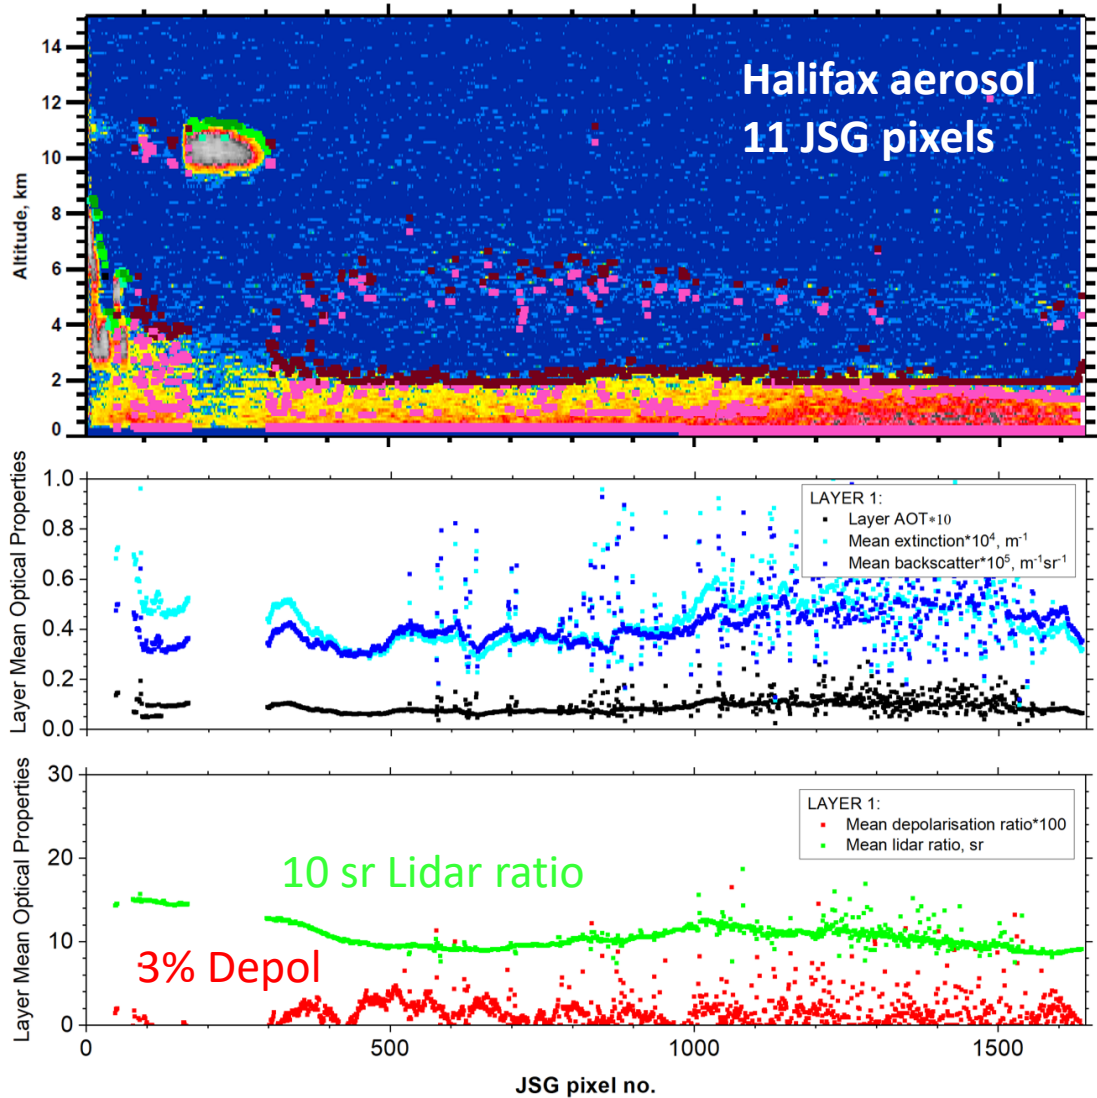 14
12
10
8
6
4
2
0
Altitude, km
Halifax aerosol
11 JSG pixels
1.0
0.8
0.6
0.4
0.2
0.0
Layer Mean Optical Properties
LAYER 1:
Layer AOT*10
Mean extinction*10⁴, m⁻¹
Mean backscatter*10⁵, m⁻¹sr⁻¹
30
20
10
0
Layer Mean Optical Properties
LAYER 1:
Mean depolarisation ratio*100
Mean lidar ratio, sr
10 sr Lidar ratio
3% Depol
0
500
1000
1500
JSG pixel no.